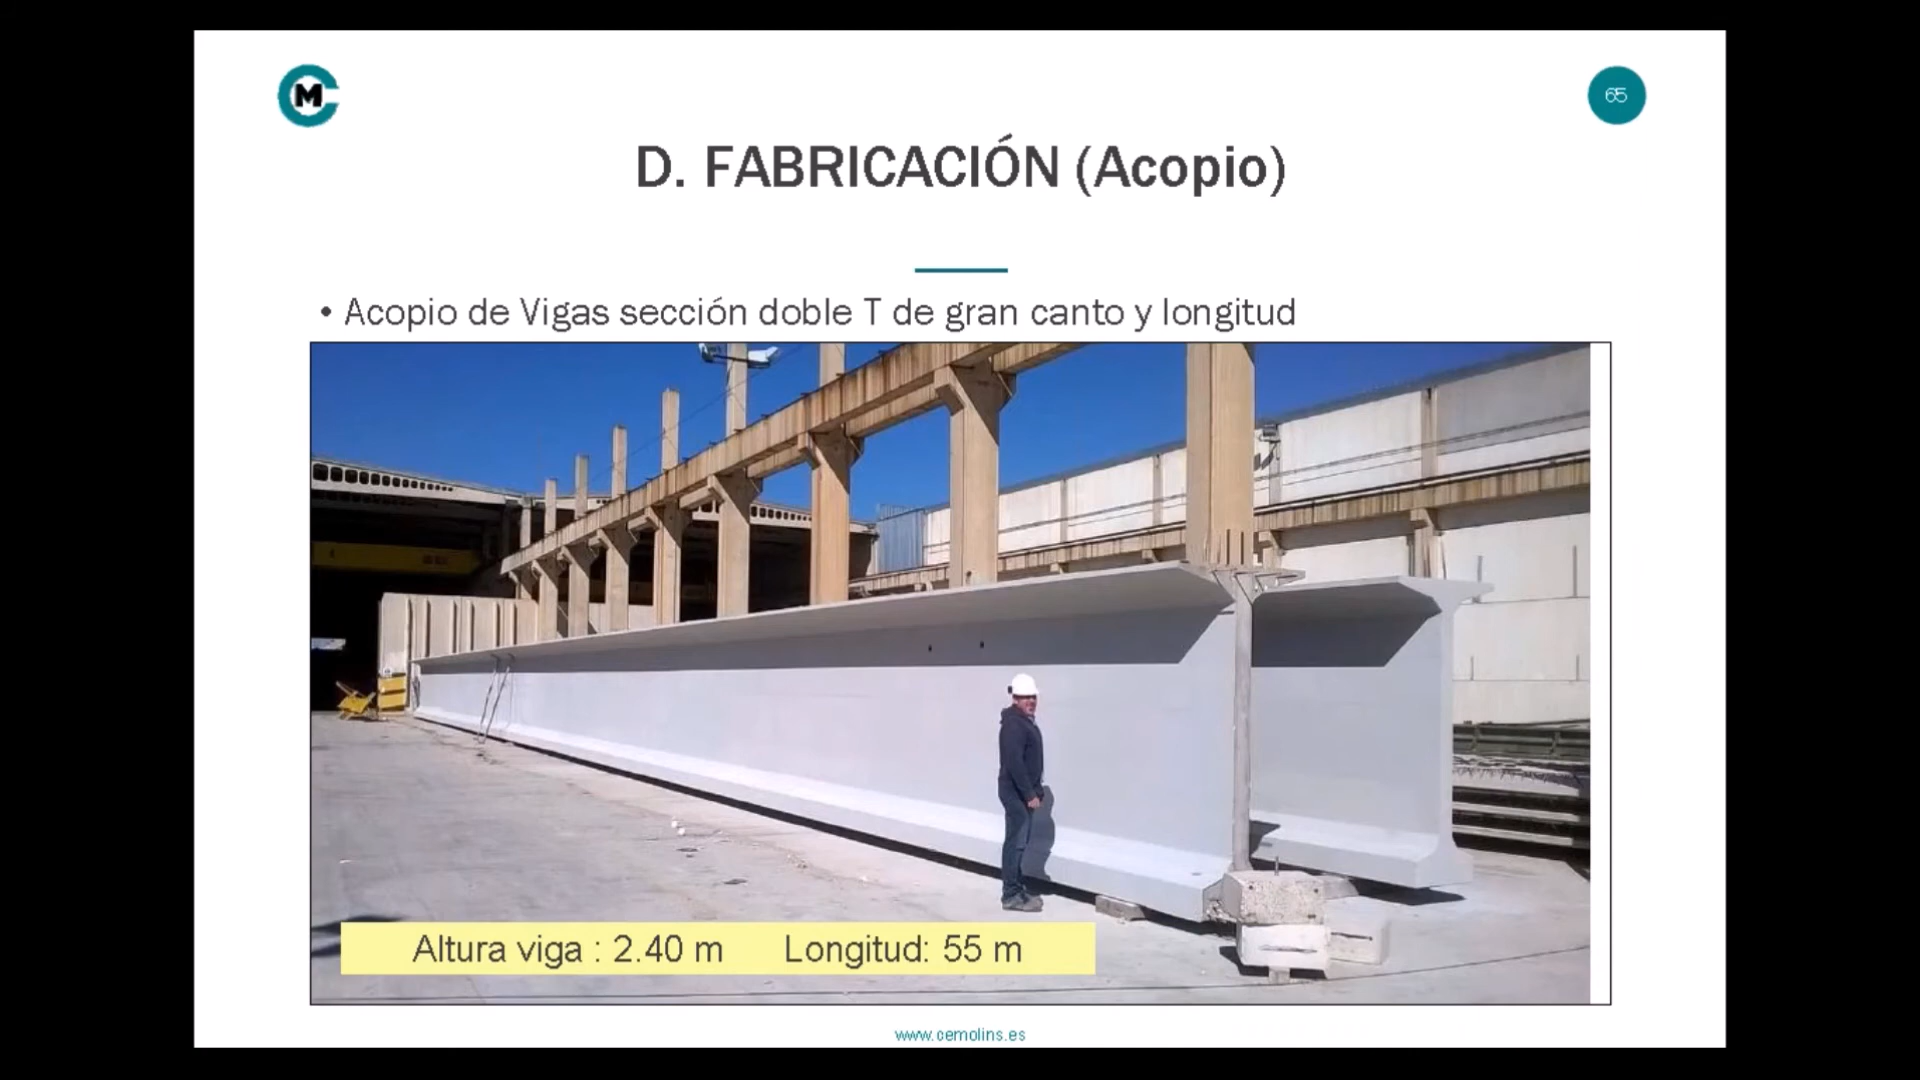 CM
65
D. FABRICACIÓN (Acopio)
• Acopio de Vigas sección doble T de gran canto y longitud
Altura viga : 2.40 m Longitud: 55 m
www.cemolins.es